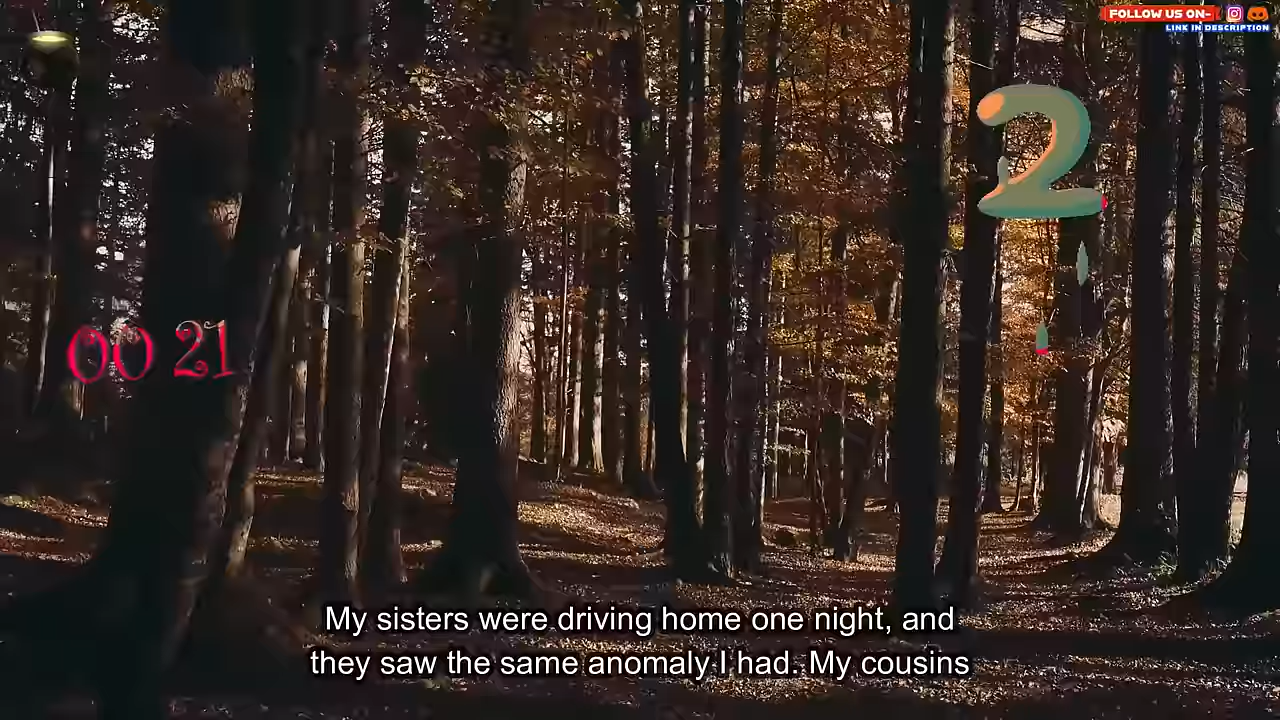 FOLLOW US ON-
LINK IN DESCRIPTION
2
00 21
My sisters were driving home one night, and
they saw the same anomaly I had. My cousins